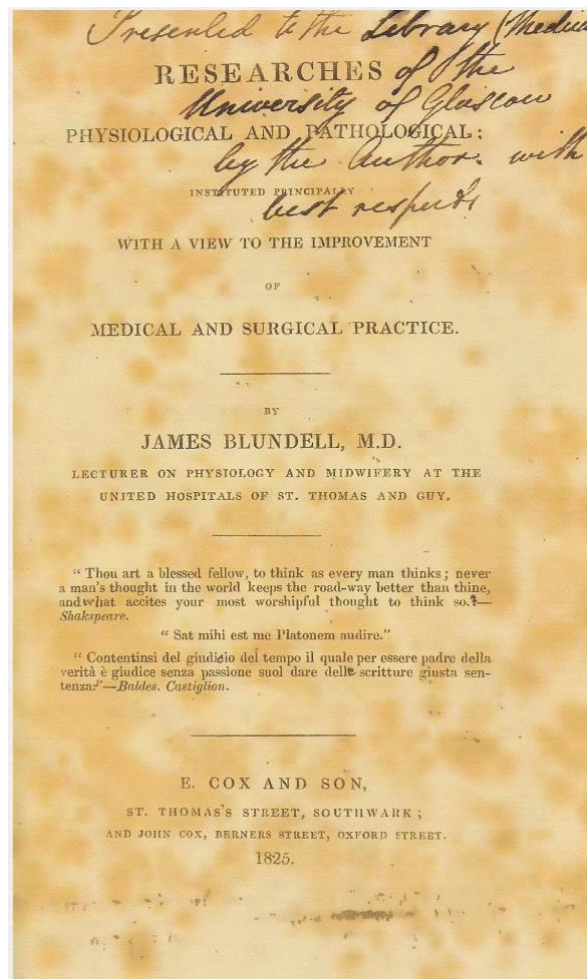 Presented to the Library (Medical
RESEARCHES
of the
University of Glasgow
PHYSIOLOGICAL AND PATHOLOGICAL;
by the Author. with
INSTITUTED PRINCIPALLY
best respects
WITH A VIEW TO THE IMPROVEMENT
OF
MEDICAL AND SURGICAL PRACTICE.
BY
JAMES BLUNDELL, M.D.
LECTURER ON PHYSIOLOGY AND MIDWIFERY AT THE
UNITED HOSPITALS OF ST. THOMAS AND GUY.
“ Thou art a blessed fellow, to think as every man thinks ; never
a man's thought in the world keeps the road-way better than thine,
and what accites your most worshipful thought to think so.?—
Shakspeare.
“ Sat mihi est me Platonem audire.”
“ Contentinsi del giudisio del tempo il quale per essere padre della
verità è giudice senza passione suol dare delle scritture giusta sen-
tenza.”—Baldes. Castiglion.
E. COX AND SON,
ST. THOMAS'S STREET, SOUTHWARK ;
AND JOHN COX, BERNERS STREET, OXFORD STREET.
1825.